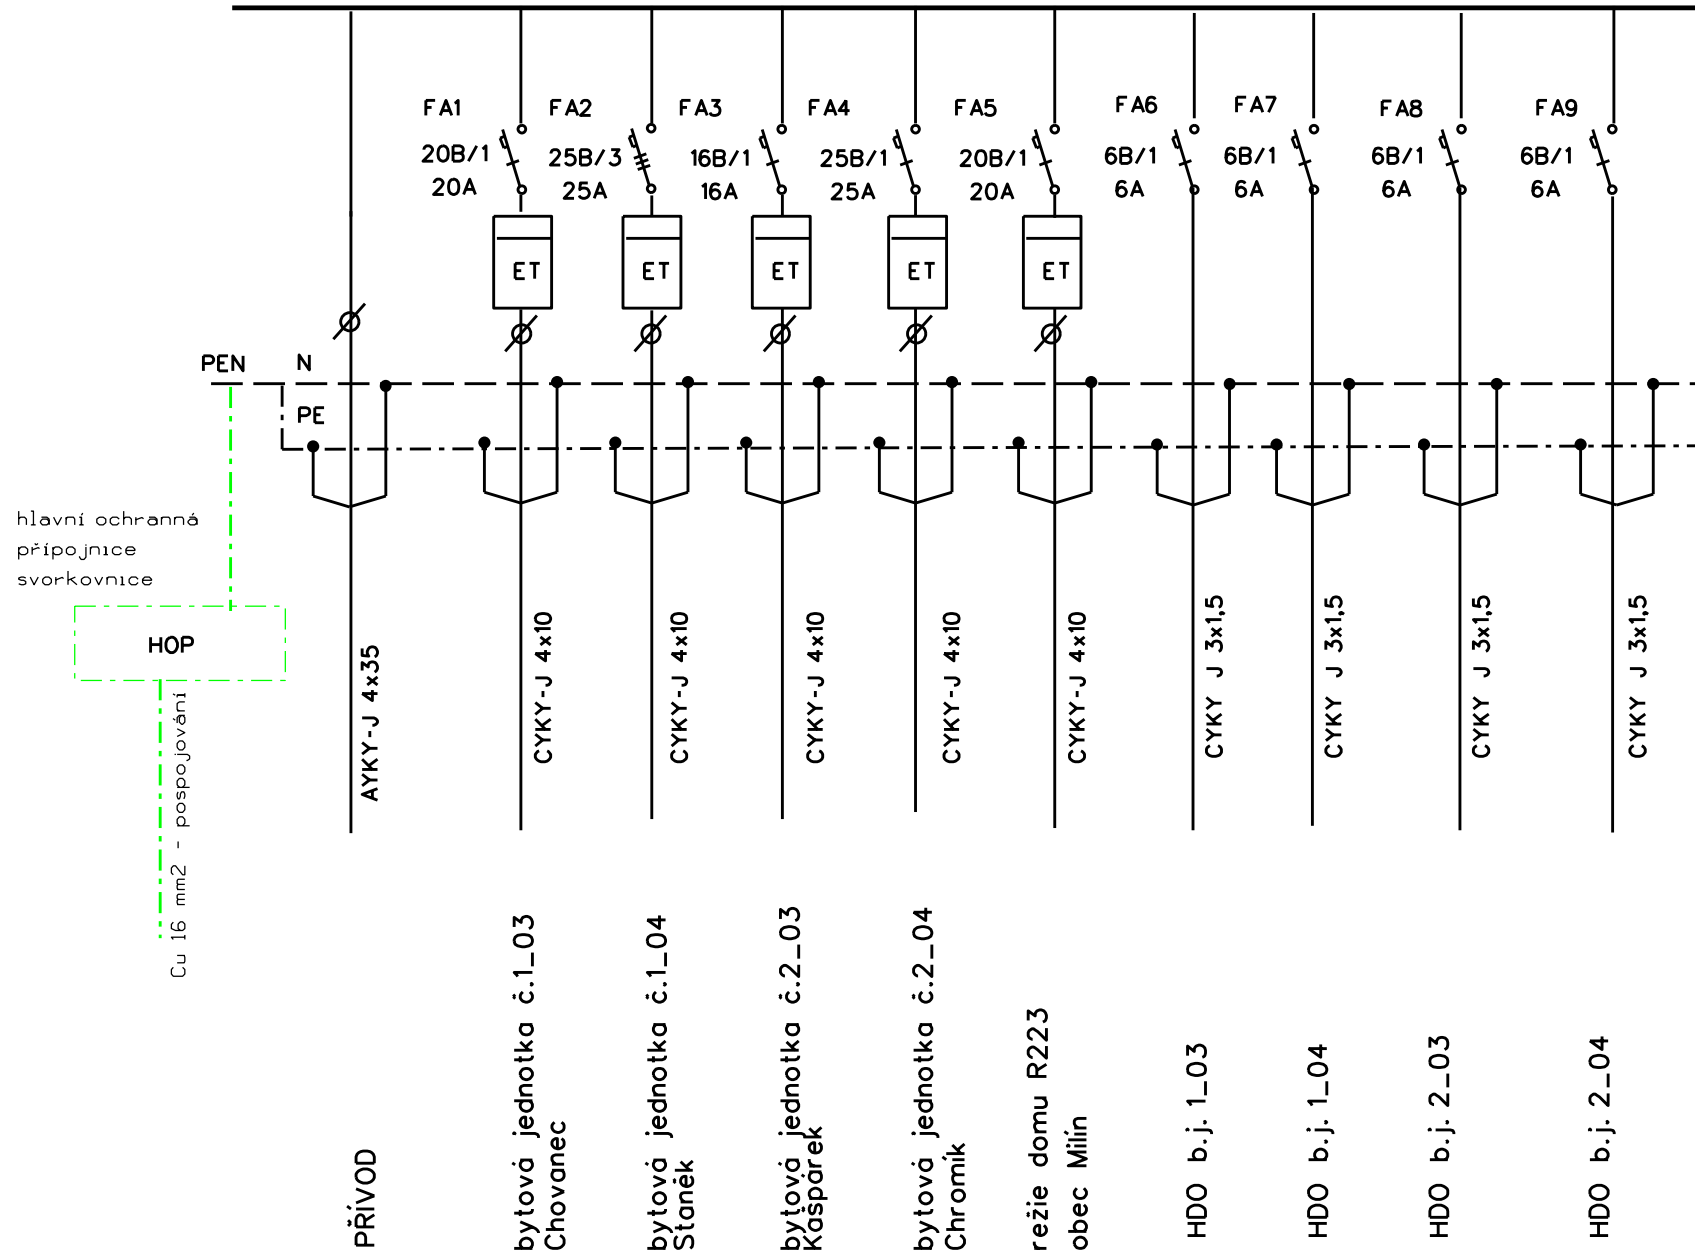 FA1
20B/1
20A
FA2
25B/3
25A
FA3
16B/1
16A
FA4
25B/1
25A
FA5
20B/1
20A
FA6
6B/1
6A
FA7
6B/1
6A
FA8
6B/1
6A
FA9
6B/1
6A
ET
ET
ET
ET
ET
PEN
N
PE
hlavní ochranná
přípojnice
svorkovnice
HOP
Cu 16 mm2 - pospojování
AYKY-J 4x35
CYKY-J 4x10
CYKY-J 4x10
CYKY-J 4x10
CYKY-J 4x10
CYKY-J 4x10
CYKY J 3x1,5
CYKY J 3x1,5
CYKY J 3x1,5
CYKY J 3x1,5
PŘÍVOD
bytová jednotka č.1_03
Chovanec
bytová jednotka č.1_04
Staněk
bytová jednotka č.2_03
Kašpárek
bytová jednotka č.2_04
Chromík
režie domu R223
obec Milín
HDO b.j. 1_03
HDO b.j. 1_04
HDO b.j. 2_03
HDO b.j. 2_04